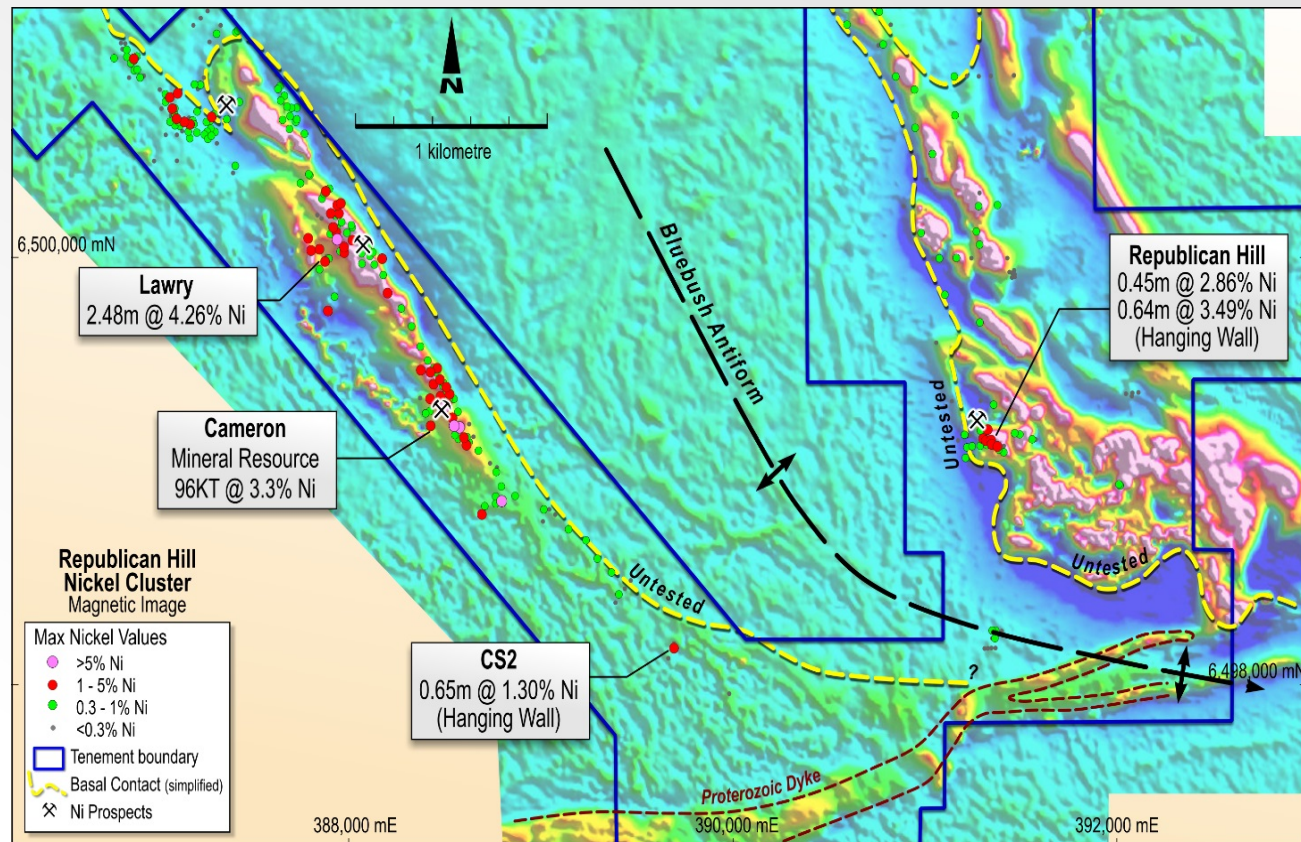 N
1 kilometre
6,500,000 mN
Lawry
2.48m @ 4.26% Ni
Bluebush Antiform
Republican Hill
0.45m @ 2.86% Ni
0.64m @ 3.49% Ni
(Hanging Wall)
Untested
Cameron
Mineral Resource
96KT @ 3.3% Ni
Untested
Untested
CS2
0.65m @ 1.30% Ni
(Hanging Wall)
?
6,498,000 mN
Proterozoic Dyke
Republican Hill
Nickel Cluster
Magnetic Image
Max Nickel Values
>5% Ni
1 - 5% Ni
0.3 - 1% Ni
<0.3% Ni
Tenement boundary
Basal Contact (simplified)
Ni Prospects
388,000 mE
390,000 mE
392,000 mE